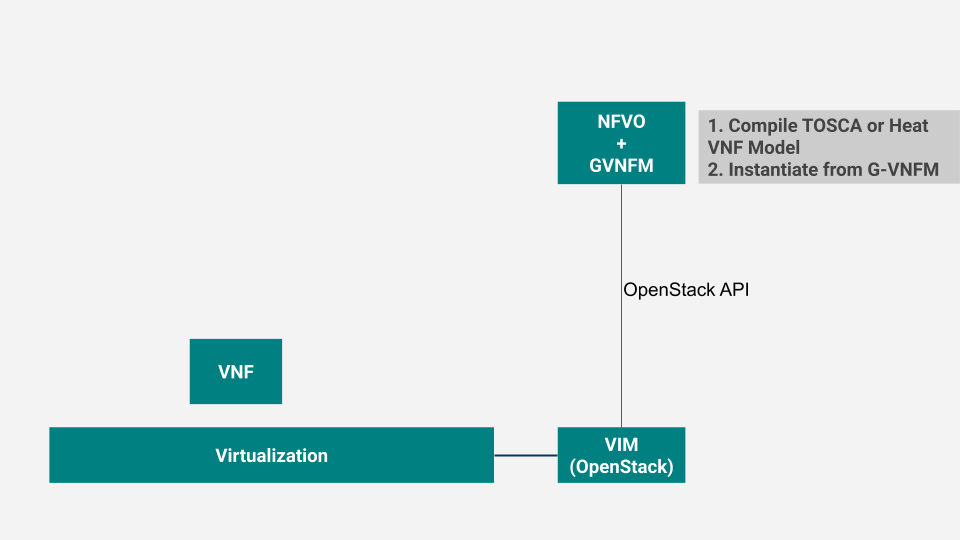 NFVO
+
GVNFM
1. Compile TOSCA or Heat
VNF Model
2. Instantiate from G-VNFM
OpenStack API
VNF
Virtualization
VIM
(OpenStack)